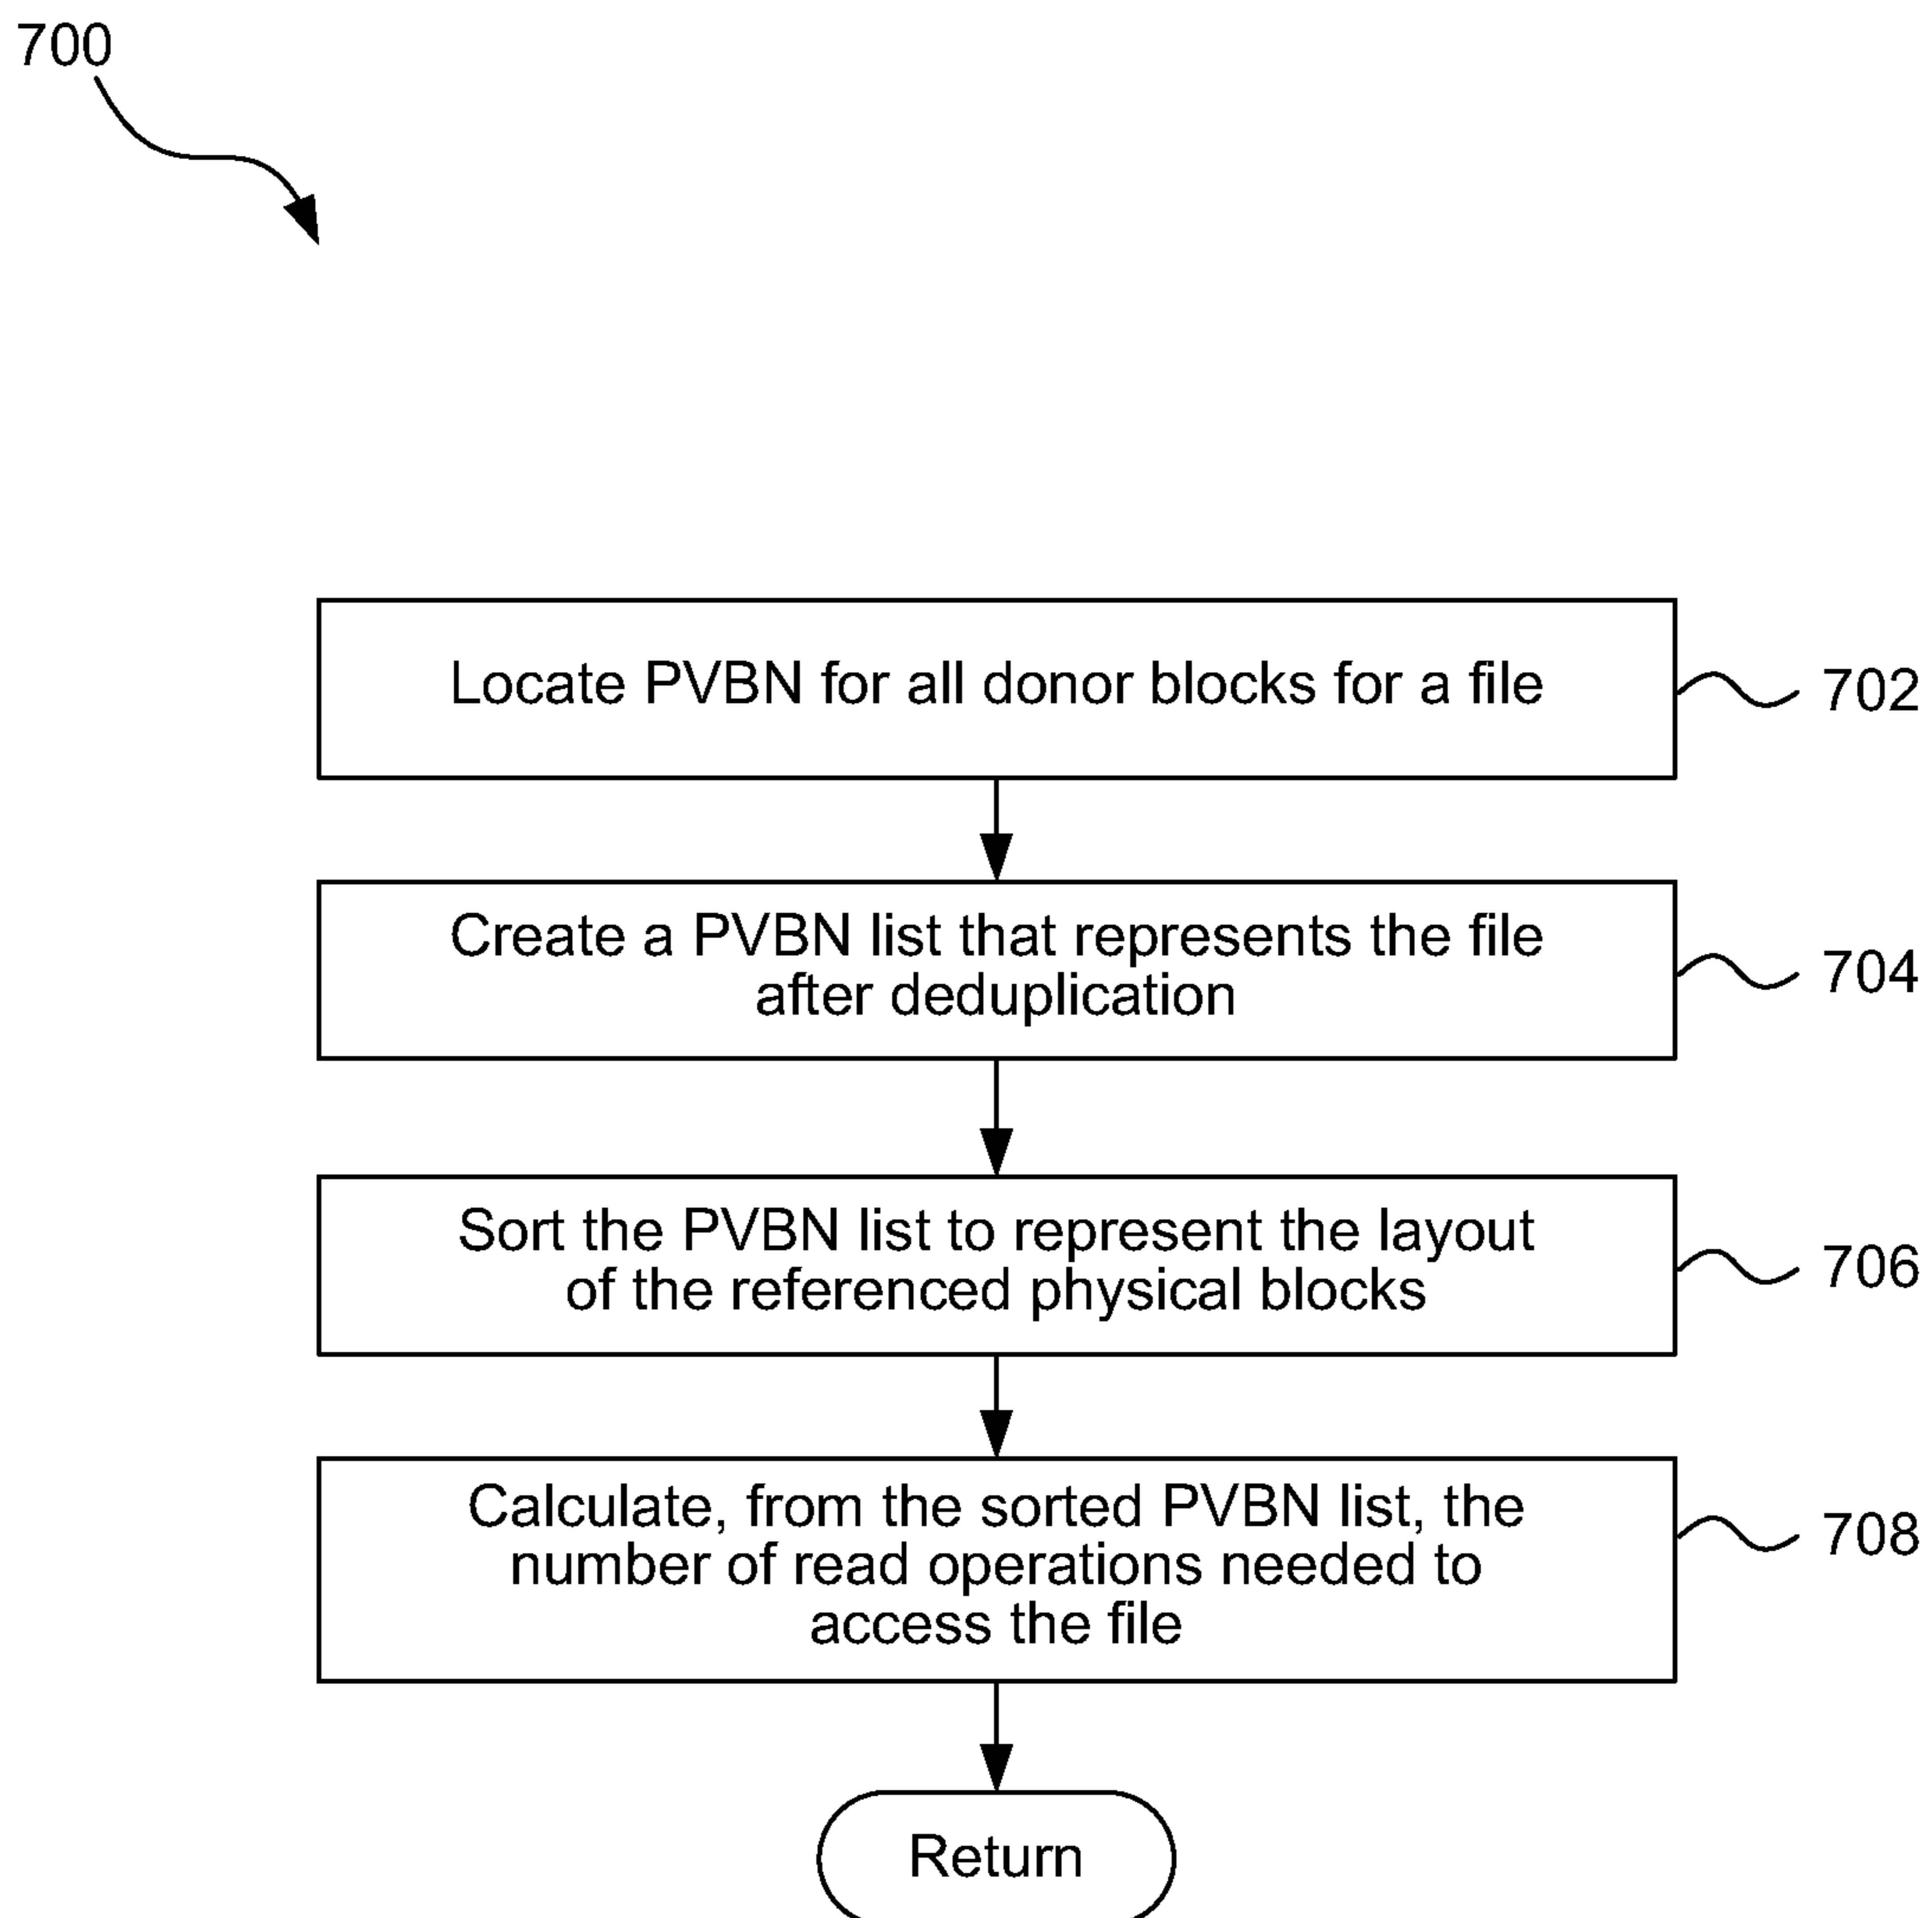 700
Locate PVBN for all donor blocks for a file
702
Create a PVBN list that represents the file
after deduplication
704
Sort the PVBN list to represent the layout
of the referenced physical blocks
706
Calculate, from the sorted PVBN list, the
number of read operations needed to
access the file
708
Return